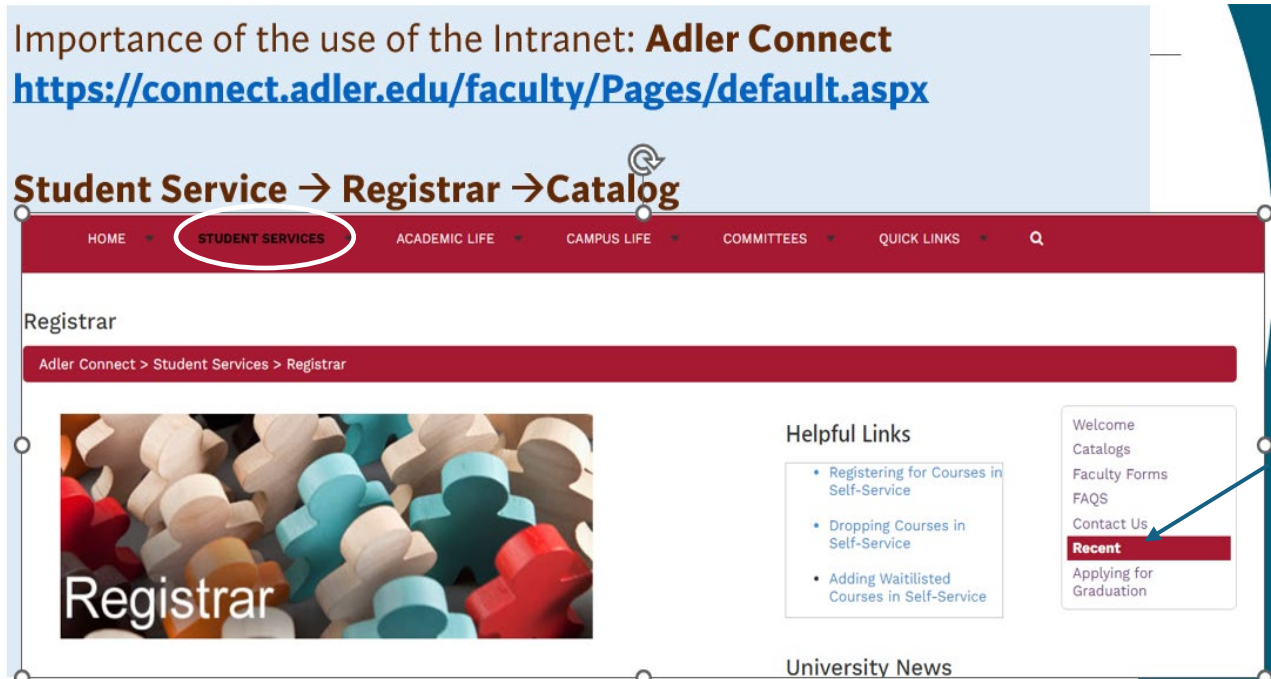 Importance of the use of the Intranet: Adler Connect
https://connect.adler.edu/faculty/Pages/default.aspx
Student Service → Registrar →Catalog
HOME STUDENT SERVICES ACADEMIC LIFE CAMPUS LIFE COMMITTEES QUICK LINKS
Registrar
Adler Connect > Student Services > Registrar
Registrar
Helpful Links
• Registering for Courses in
Self-Service
• Dropping Courses in
Self-Service
• Adding Waitilisted
Courses in Self-Service
University News
Welcome
Catalogs
Faculty Forms
FAQS
Contact Us
Recent
Applying for
Graduation